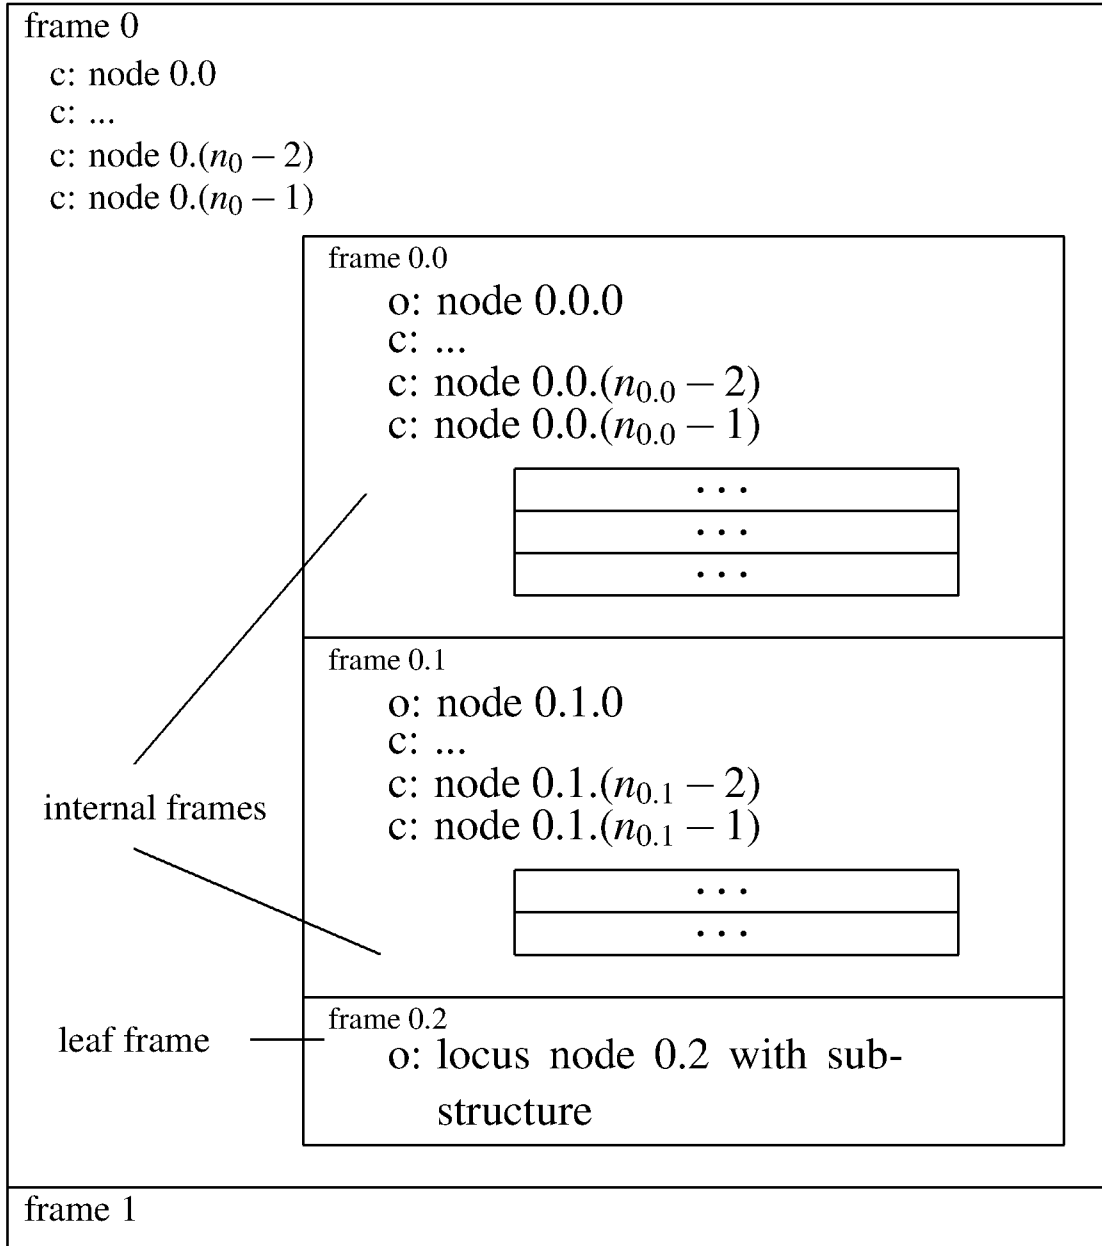 frame 0
c: node 0.0
c: ...
c: node 0.(n₀ − 2)
c: node 0.(n₀ − 1)
frame 0.0
o: node 0.0.0
c: ...
c: node 0.0.(n₀.₀ − 2)
c: node 0.0.(n₀.₀ − 1)
...
...
...
frame 0.1
o: node 0.1.0
c: ...
c: node 0.1.(n₀.₁ − 2)
internal frames
c: node 0.1.(n₀.₁ − 1)
...
...
frame 0.2
leaf frame
o: locus node 0.2 with sub-
structure
frame 1